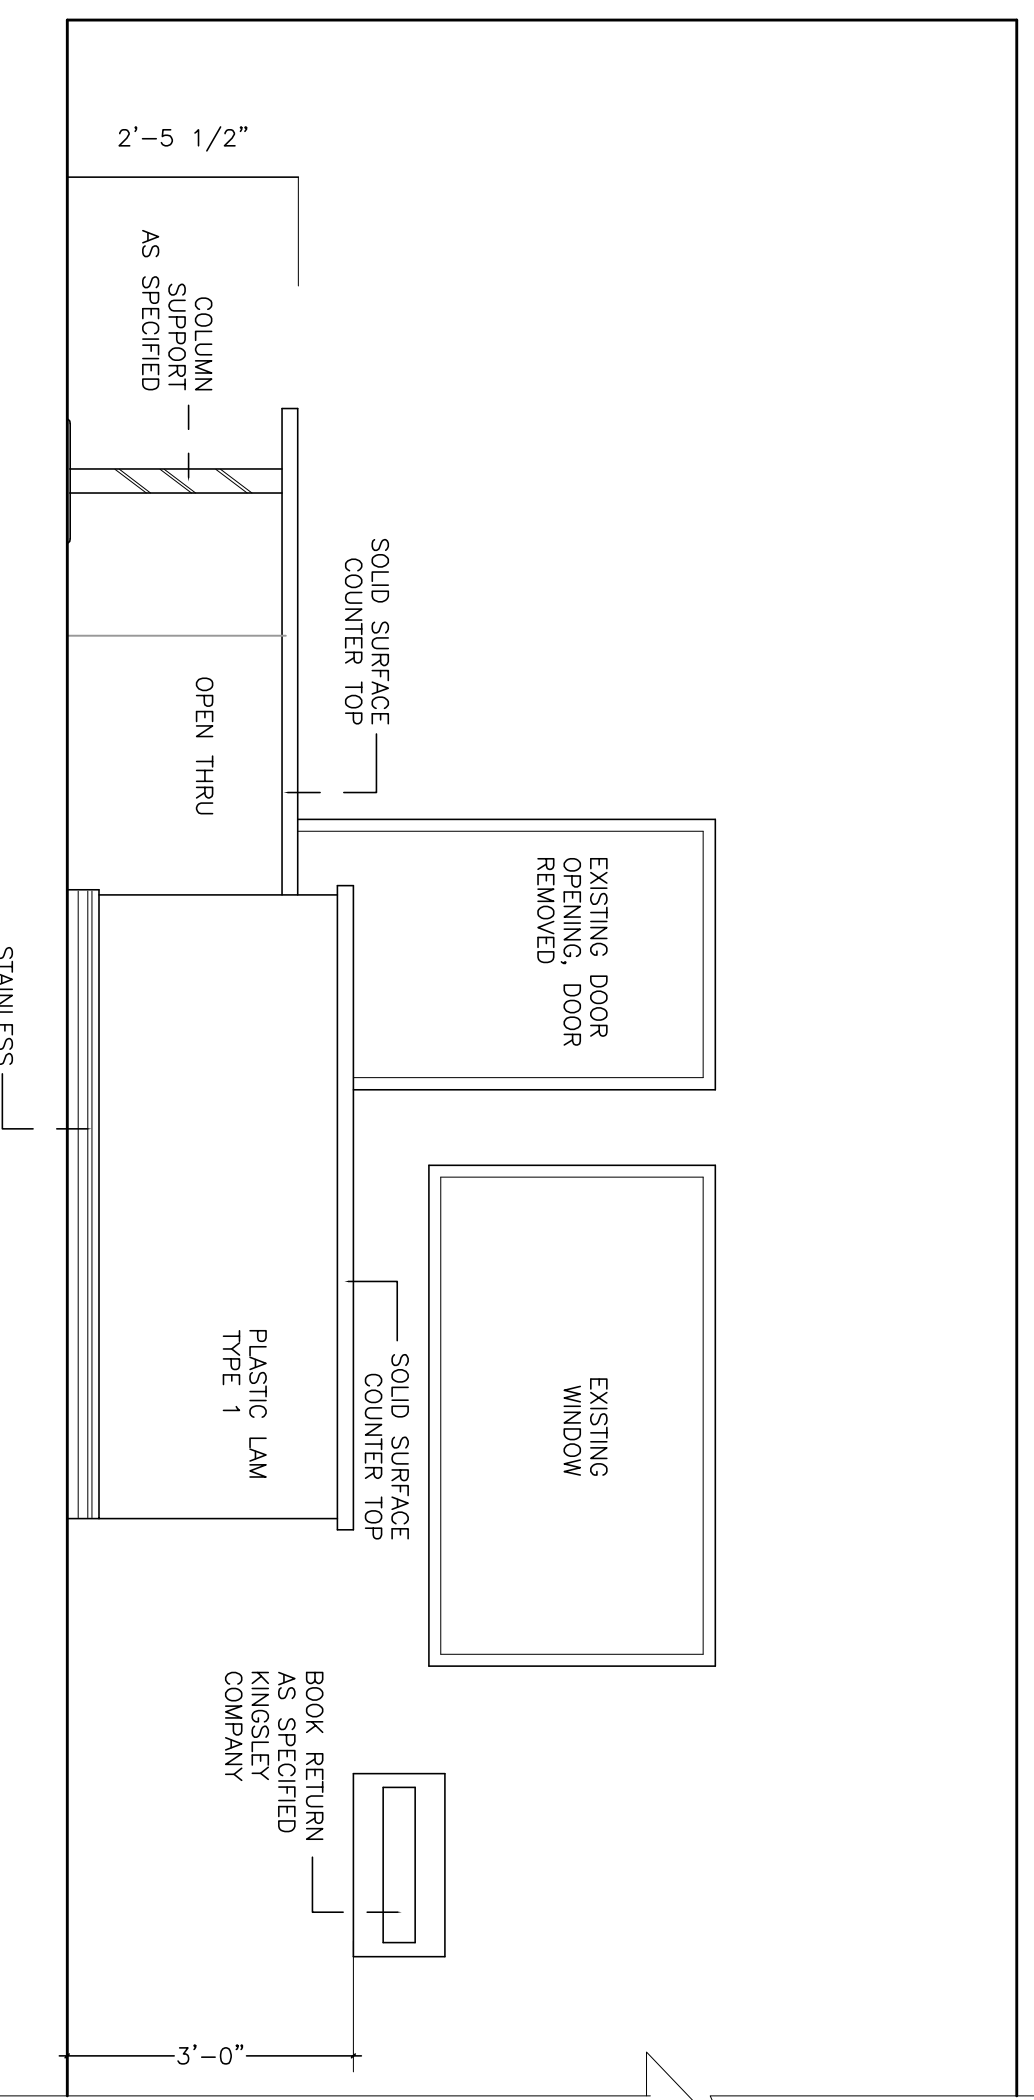 2'-5 1/2"
COLUMN
SUPPORT
AS SPECIFIED
SOLID SURFACE
COUNTER TOP
OPEN THRU
EXISTING DOOR
OPENING, DOOR
REMOVED
STAINLESS
EXISTING
WINDOW
SOLID SURFACE
COUNTER TOP
PLASTIC LAM
TYPE 1
BOOK RETURN
AS SPECIFIED
KINGSLEY
COMPANY
3'-0"